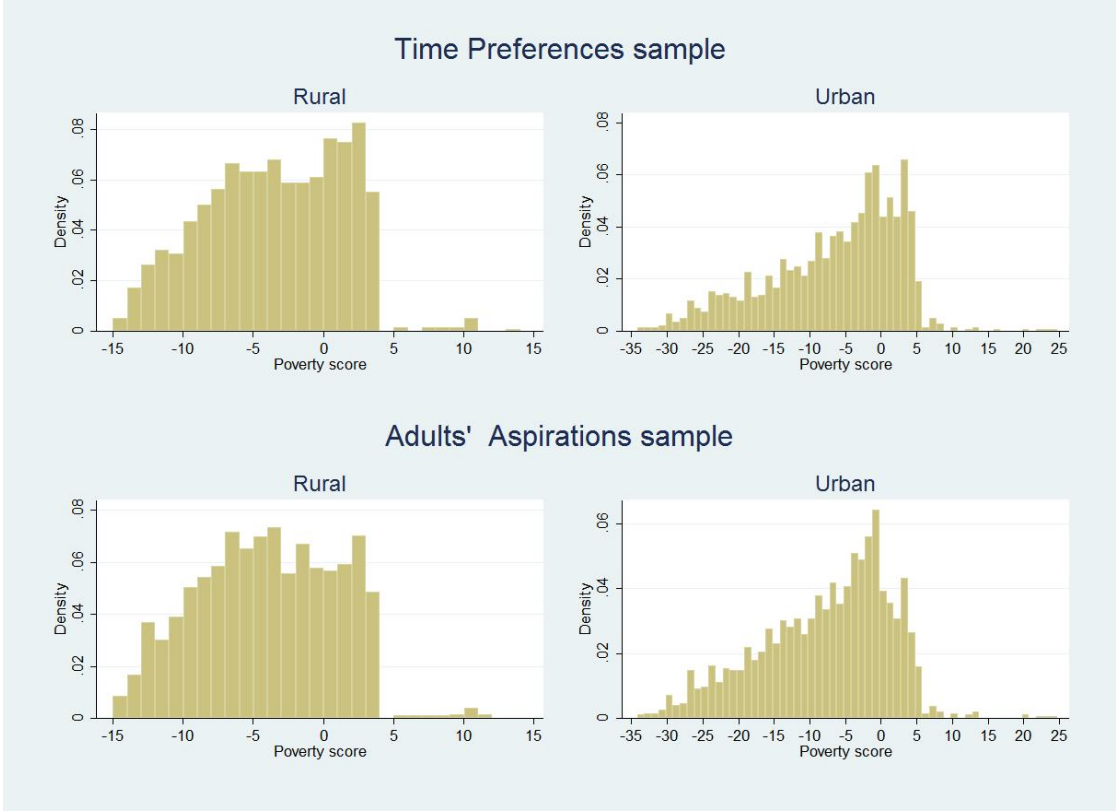 Time Preferences sample
Rural
Urban
Density
0 .02 .04 .06 .08
-15 -10 -5 0 5 10 15
Poverty score
Density
0 .02 .04 .06 .08
-35 -30 -25 -20 -15 -10 -5 0 5 10 15 20 25
Poverty score
Adults' Aspirations sample
Rural
Urban
Density
0 .02 .04 .06 .08
-15 -10 -5 0 5 10 15
Poverty score
Density
0 .02 .04 .06
-35 -30 -25 -20 -15 -10 -5 0 5 10 15 20 25
Poverty score